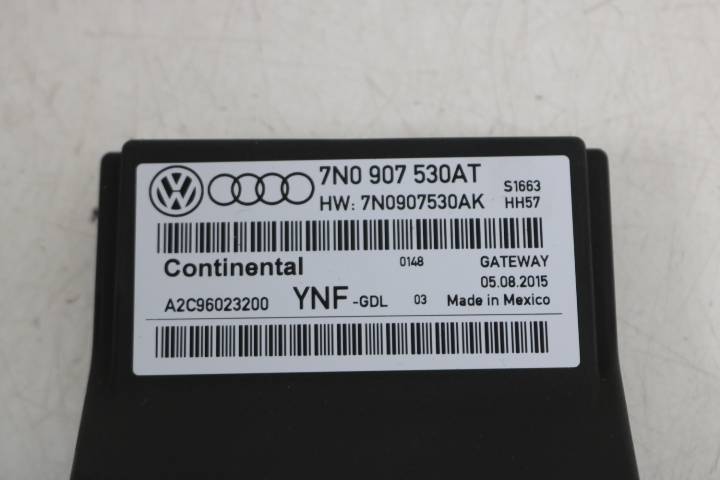 7N0 907 530AT
HW: 7N0907530AK
S1663
HH57
Continental
0148
GATEWAY
05.08.2015
A2C96023200 YNF -GDL 03 Made in Mexico